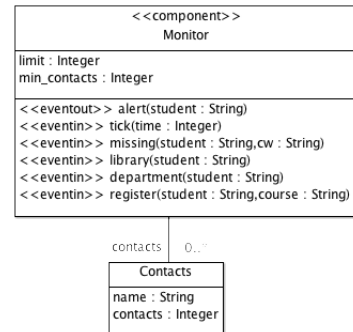 <<component>>
Monitor
limit : Integer
min_contacts : Integer
<<eventout>> alert(student : String)
<<eventin>> tick(time : Integer)
<<eventin>> missing(student : String,cw : String)
<<eventin>> library(student : String)
<<eventin>> department(student : String)
<<eventin>> register(student : String,course : String)
contacts 0..*
Contacts
name : String
contacts : Integer